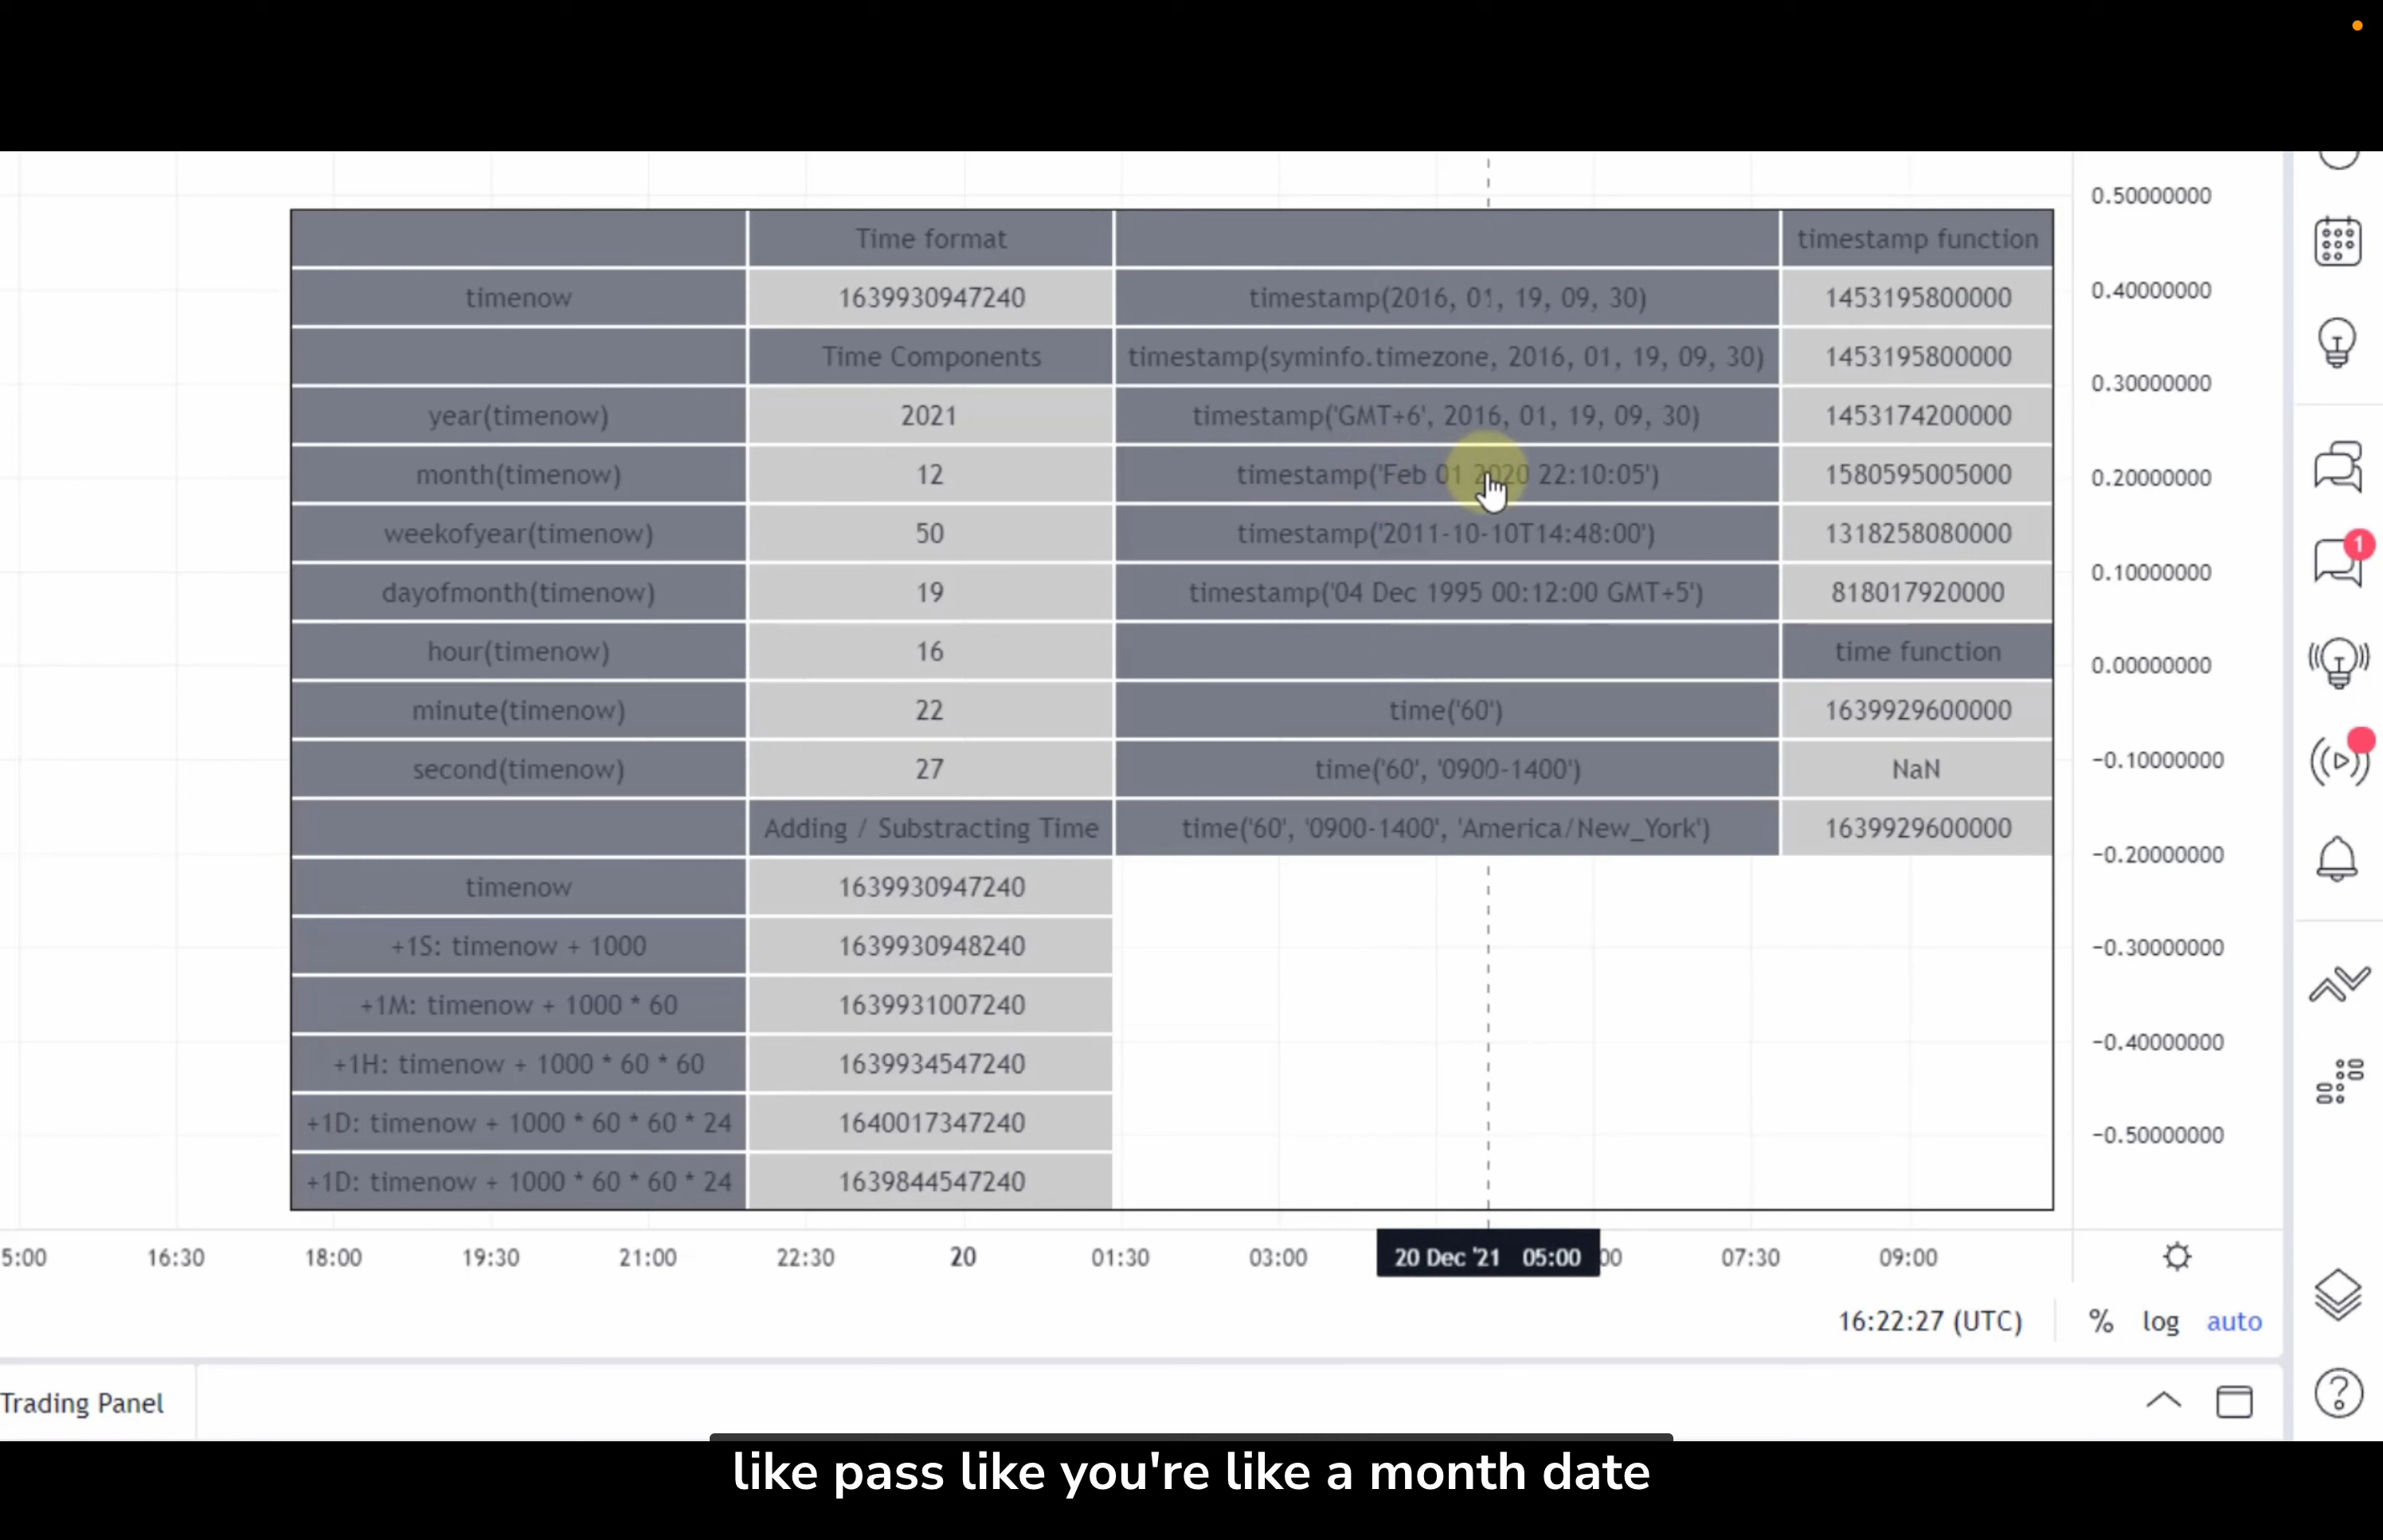 0.50000000
Time format timestamp function
timenow 1639930947240 timestamp(2016, 01, 19, 09, 30) 1453195800000
0.40000000
Time Components timestamp(syminfo.timezone, 2016, 01, 19, 09, 30) 1453195800000
0.30000000
year(timenow) 2021 timestamp('GMT+6', 2016, 01, 19, 09, 30) 1453174200000
month(timenow) 12 timestamp('Feb 01 2020 22:10:05') 1580595005000
0.20000000
weekofyear(timenow) 50 timestamp('2011-10-10T14:48:00') 1318258080000
1
0.10000000
dayofmonth(timenow) 19 timestamp('04 Dec 1995 00:12:00 GMT+5') 818017920000
hour(timenow) 16 time function
0.00000000
minute(timenow) 22 time('60') 1639929600000
second(timenow) 27 time('60', '0900-1400') NaN
-0.10000000
Adding / Substracting Time time('60', '0900-1400', 'America/New_York') 1639929600000
-0.20000000
timenow 1639930947240
+1S: timenow + 1000 1639930948240
-0.30000000
+1M: timenow + 1000 * 60 1639931007240
-0.40000000
+1H: timenow + 1000 * 60 * 60 1639934547240
+1D: timenow + 1000 * 60 * 60 * 24 1640017347240
-0.50000000
+1D: timenow + 1000 * 60 * 60 * 24 1639844547240
5:00 16:30 18:00 19:30 21:00 22:30 20 01:30 03:00 20 Dec '21 05:00 00 07:30 09:00
16:22:27 (UTC) % log auto
Trading Panel
like pass like you're like a month date